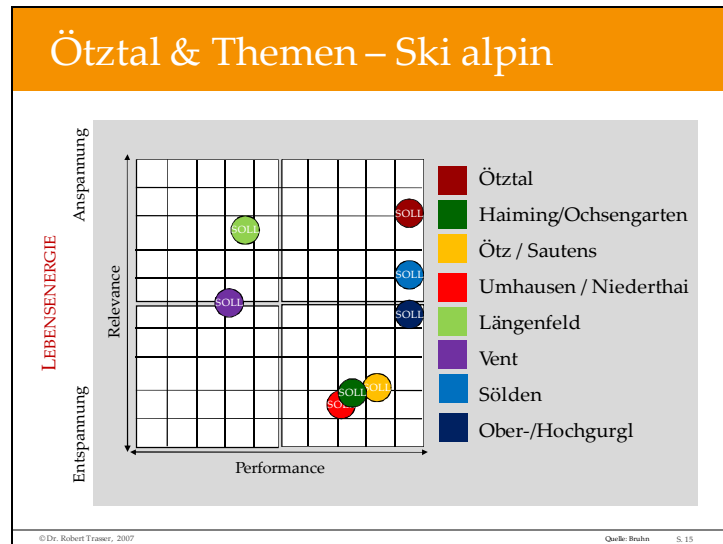 Ötztal & Themen – Ski alpin
LEBENSENERGIE
Anspannung
Entspannung
Relevance
Performance
SOLL
SOLL
SOLL
SOLL
SOLL
SOLL
SOLL
SOLL
Ötztal
Haiming/Ochsengarten
Ötz / Sautens
Umhausen / Niederthai
Längenfeld
Vent
Sölden
Ober-/Hochgurgl
© Dr. Robert Trasser, 2007
Quelle: Bruhn
S. 15